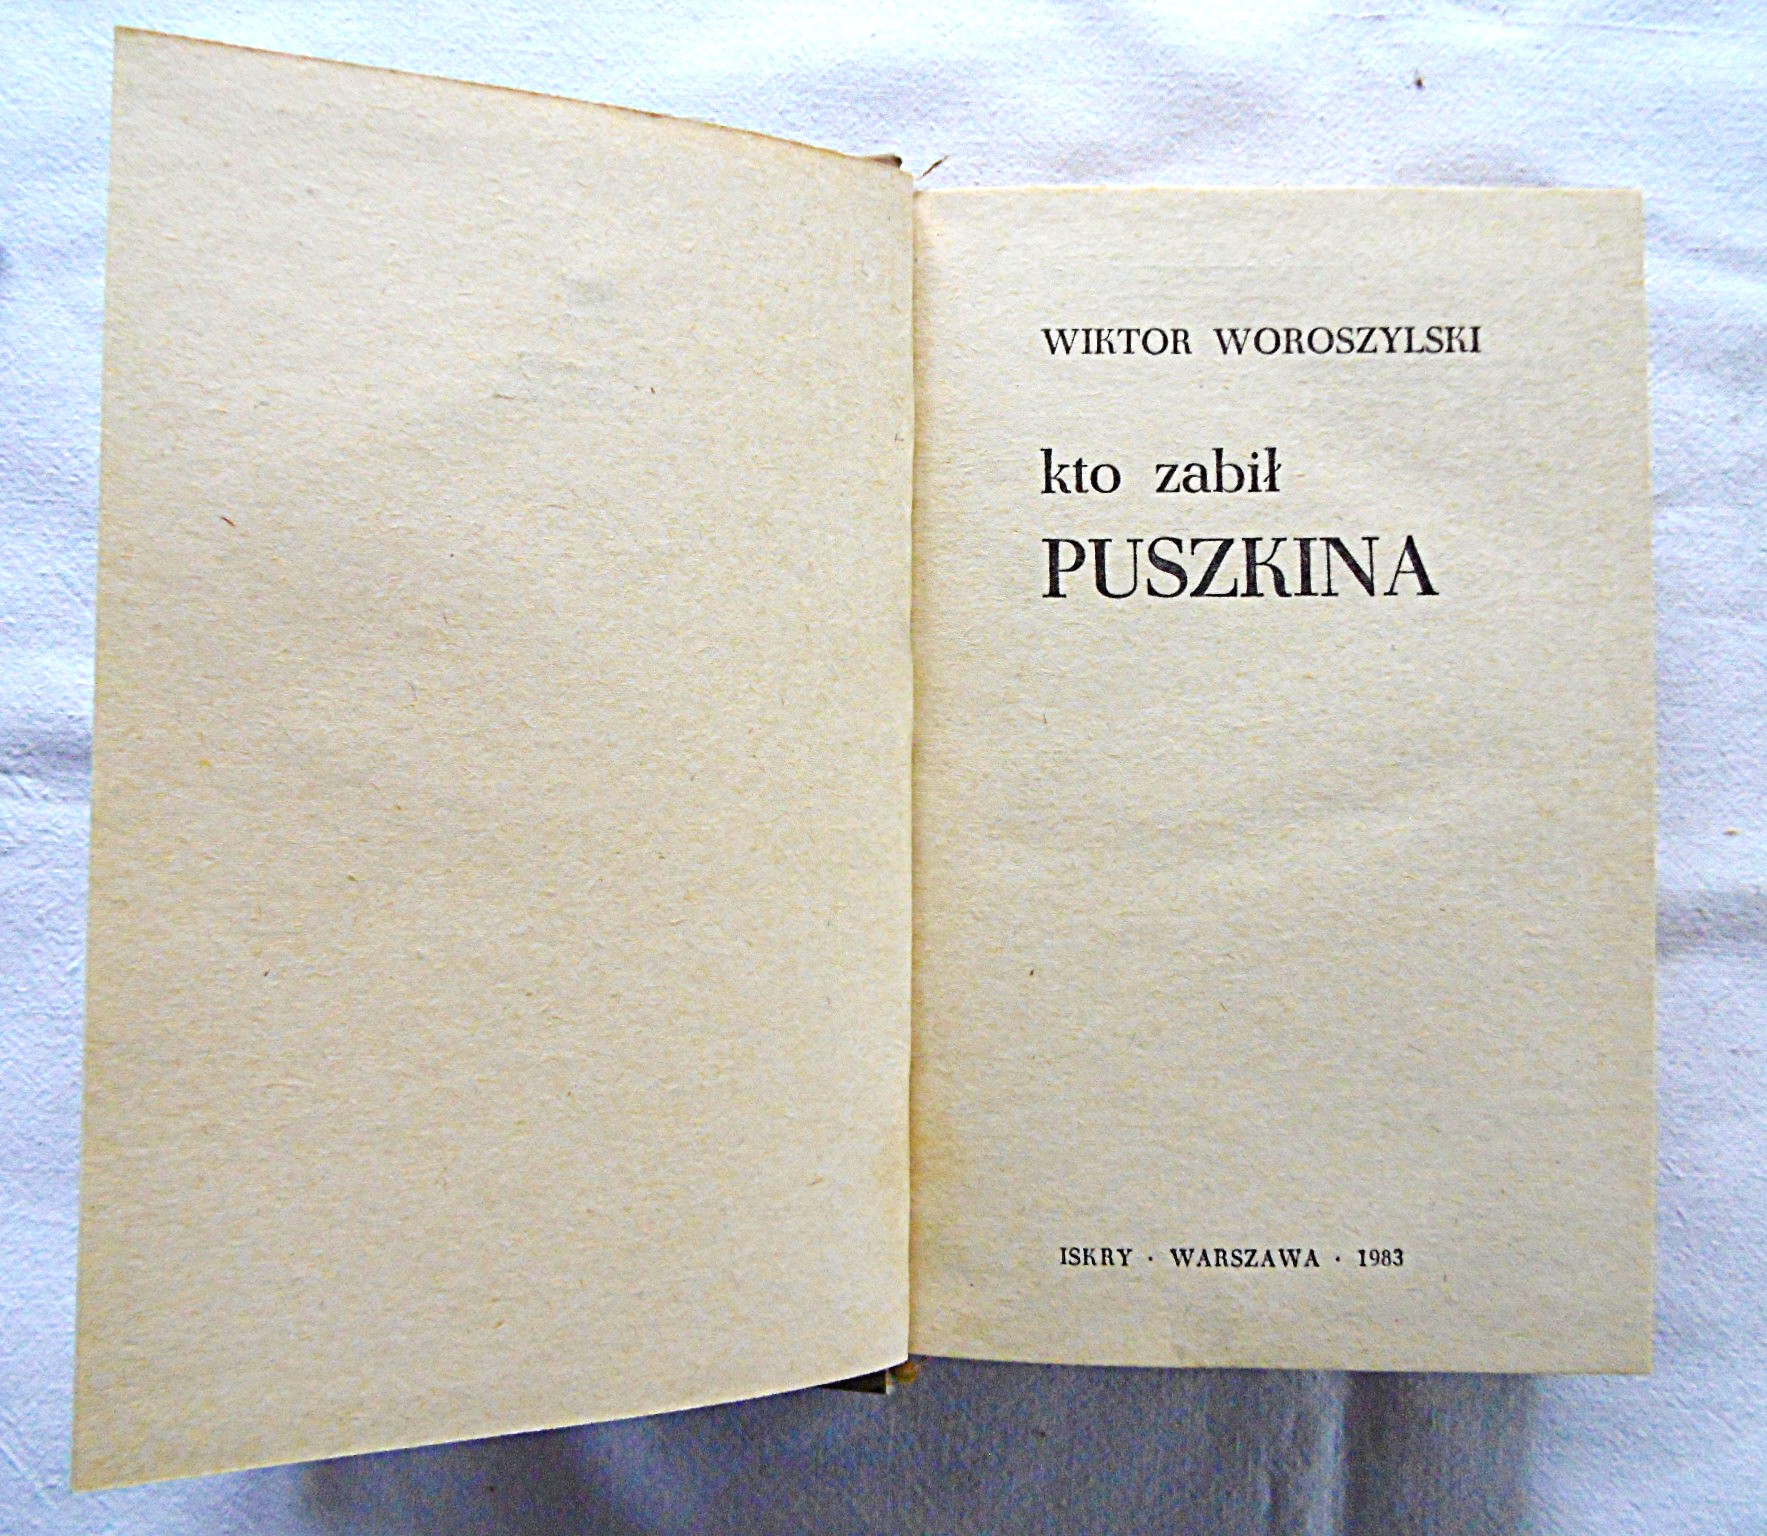 WIKTOR WOROSZYLSKI
kto zabił
PUSZKINA
ISKRY · WARSZAWA · 1983